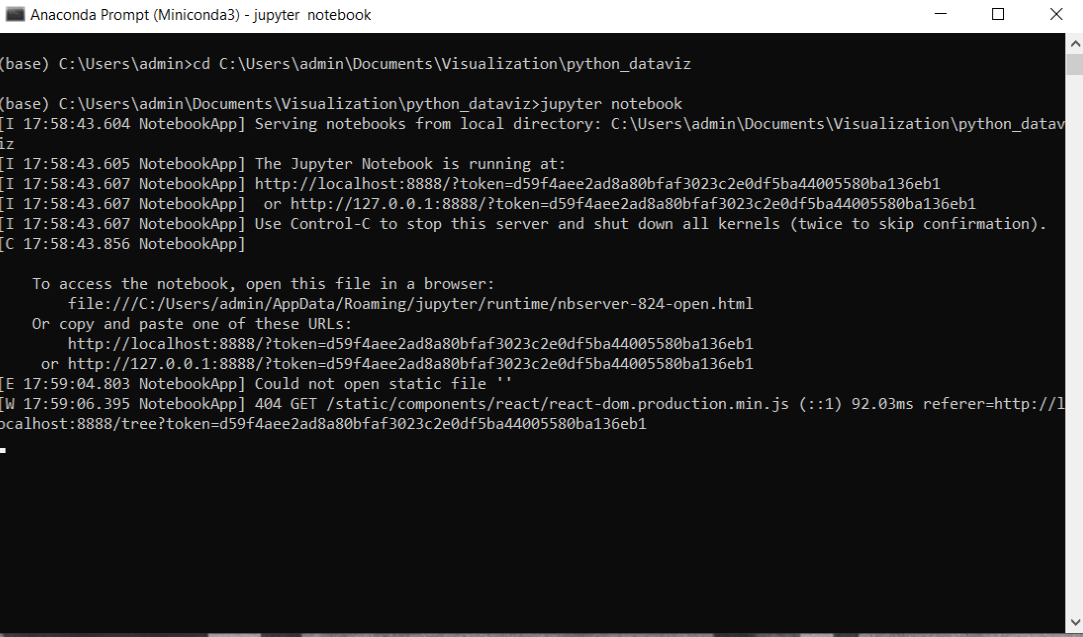 Anaconda Prompt (Miniconda3) - jupyter  notebook
(base) C:\Users\admin>cd C:\Users\admin\Documents\Visualization\python_dataviz
(base) C:\Users\admin\Documents\Visualization\python_dataviz>jupyter notebook
[I 17:58:43.604 NotebookApp] Serving notebooks from local directory: C:\Users\admin\Documents\Visualization\python_datav
iz
[I 17:58:43.605 NotebookApp] The Jupyter Notebook is running at:
[I 17:58:43.607 NotebookApp] http://localhost:8888/?token=d59f4aee2ad8a80bfaf3023c2e0df5ba44005580ba136eb1
[I 17:58:43.607 NotebookApp]  or http://127.0.0.1:8888/?token=d59f4aee2ad8a80bfaf3023c2e0df5ba44005580ba136eb1
[I 17:58:43.607 NotebookApp] Use Control-C to stop this server and shut down all kernels (twice to skip confirmation).
[C 17:58:43.856 NotebookApp]
To access the notebook, open this file in a browser:
file:///C:/Users/admin/AppData/Roaming/jupyter/runtime/nbserver-824-open.html
Or copy and paste one of these URLs:
http://localhost:8888/?token=d59f4aee2ad8a80bfaf3023c2e0df5ba44005580ba136eb1
or http://127.0.0.1:8888/?token=d59f4aee2ad8a80bfaf3023c2e0df5ba44005580ba136eb1
[E 17:59:04.803 NotebookApp] Could not open static file ''
[W 17:59:06.395 NotebookApp] 404 GET /static/components/react/react-dom.production.min.js (::1) 92.03ms referer=http://l
ocalhost:8888/tree?token=d59f4aee2ad8a80bfaf3023c2e0df5ba44005580ba136eb1